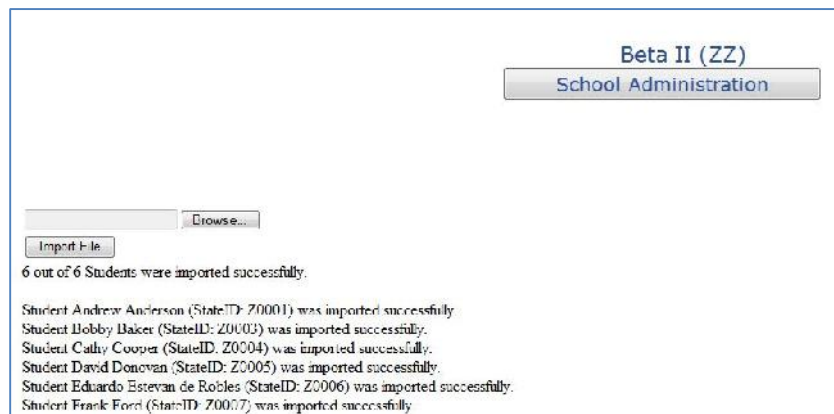 Beta II (ZZ)
School Administration
Browse...
Import File
6 out of 6 Students were imported successfully.
Student Andrew Anderson (StateID: Z0001) was imported successfully
Student Bobby Baker (StateID: Z0003) was imported successfully.
Student Cathy Cooper (StateID: Z0004) was imported successfully.
Student David Donovan (StateID: Z0005) was imported successfully.
Student Eduardo Estevan de Robles (StateID: Z0006) was imported successfully.
Student Frank Ford (StateID: Z0007) was imported successfully